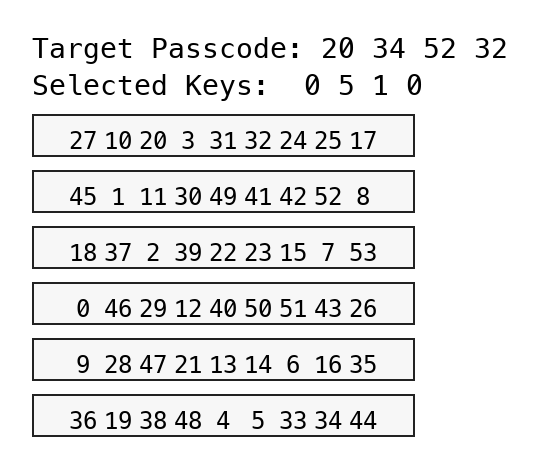 Target Passcode: 20 34 52 32
Selected Keys: 0 5 1 0
27 10 20 3 31 32 24 25 17
45 1 11 30 49 41 42 52 8
18 37 2 39 22 23 15 7 53
0 46 29 12 40 50 51 43 26
9 28 47 21 13 14 6 16 35
36 19 38 48 4 5 33 34 44